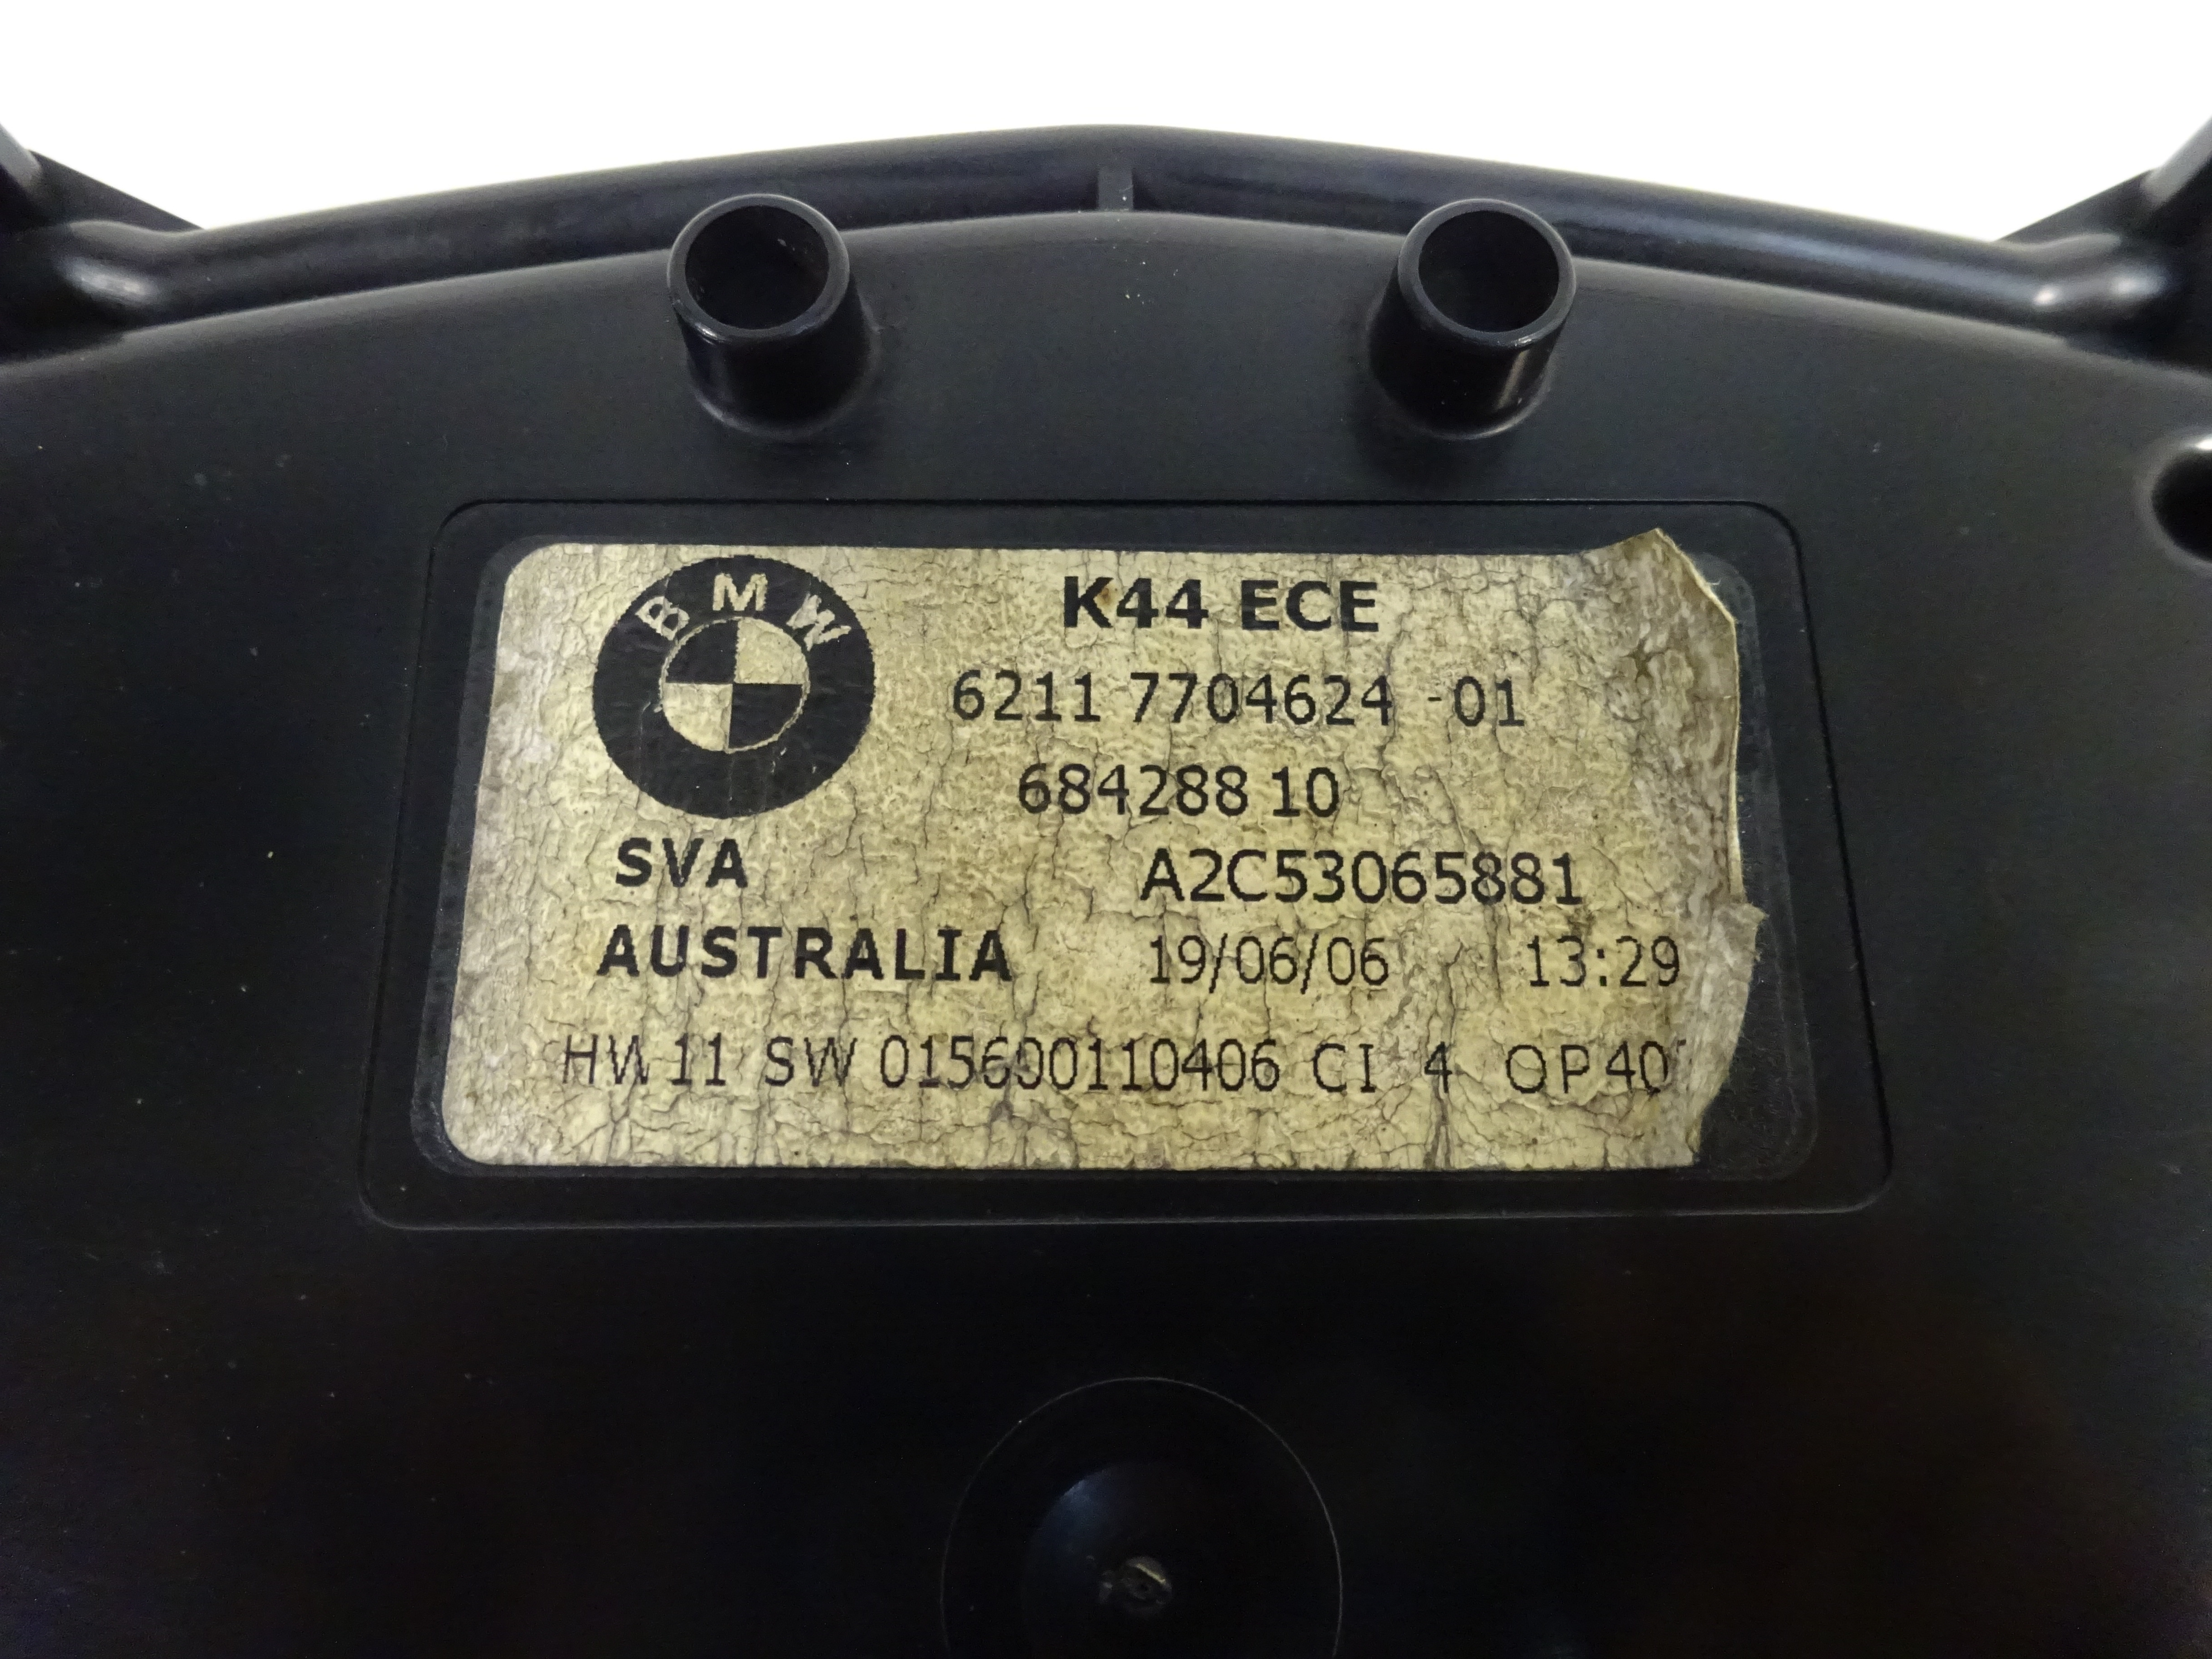 BMW
K44 ECE
6211 7704624 -01
684288 10
SVA A2C53065881
AUSTRALIA 19/06/06 13:29
HW 11 SW 015600110406 CI 4 OP40